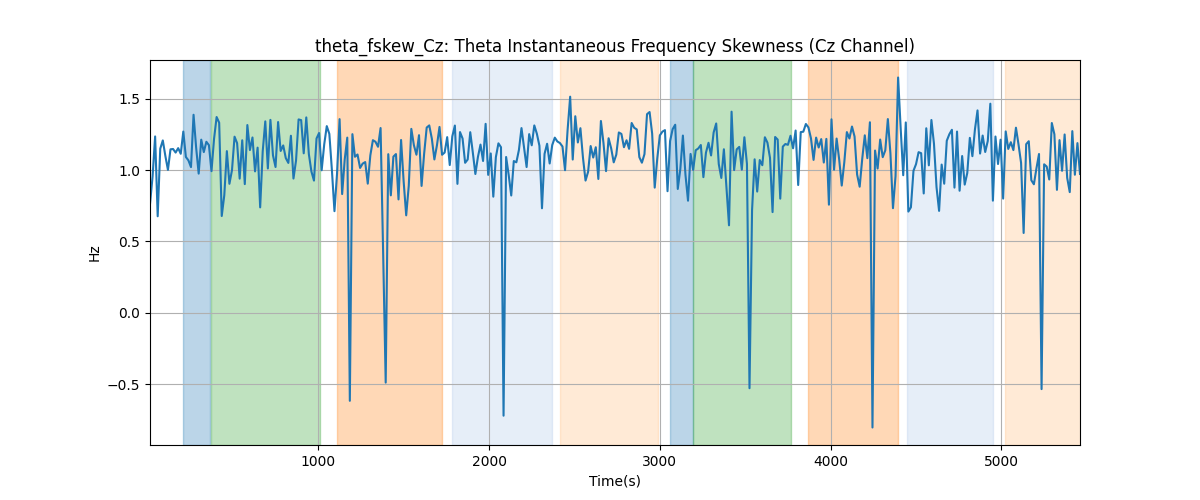 theta_fskew_Cz: Theta Instantaneous Frequency Skewness (Cz Channel)
1.5
1.0
0.5
0.0
−0.5
Hz
1000 2000 3000 4000 5000
Time(s)